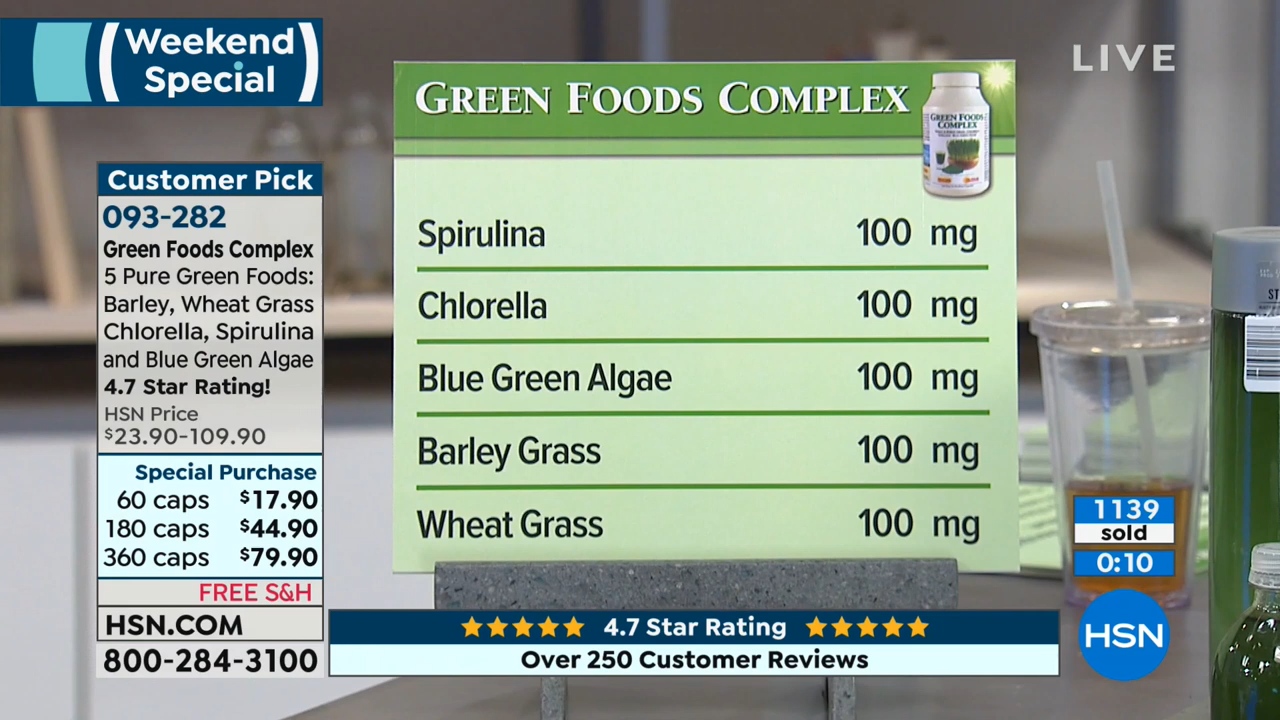 (Weekend
Special)
LIVE
GREEN FOODS COMPLEX
GREEN FOODS
COMPLEX
Spirulina 100 mg
Chlorella 100 mg
Blue Green Algae 100 mg
Barley Grass 100 mg
Wheat Grass 100 mg
Customer Pick
093-282
Green Foods Complex
5 Pure Green Foods:
Barley, Wheat Grass
Chlorella, Spirulina
and Blue Green Algae
4.7 Star Rating!
HSN Price
$23.90-109.90
Special Purchase
60 caps $17.90
180 caps $44.90
360 caps $79.90
FREE S&H
HSN.COM
800-284-3100
4.7 Star Rating
Over 250 Customer Reviews
1139
sold
0:10
HSN
ST